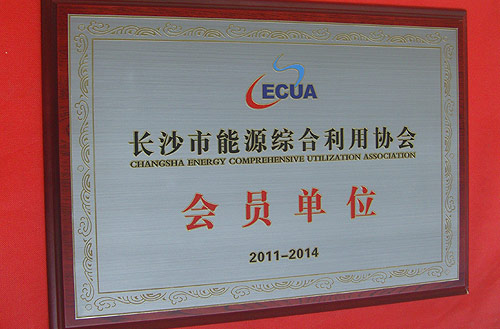 ECUA
长沙市能源综合利用协会
CHANGSHA ENERGY COMPREHENSIVE UTILIZATION ASSOCIATION
会员单位
2011-2014